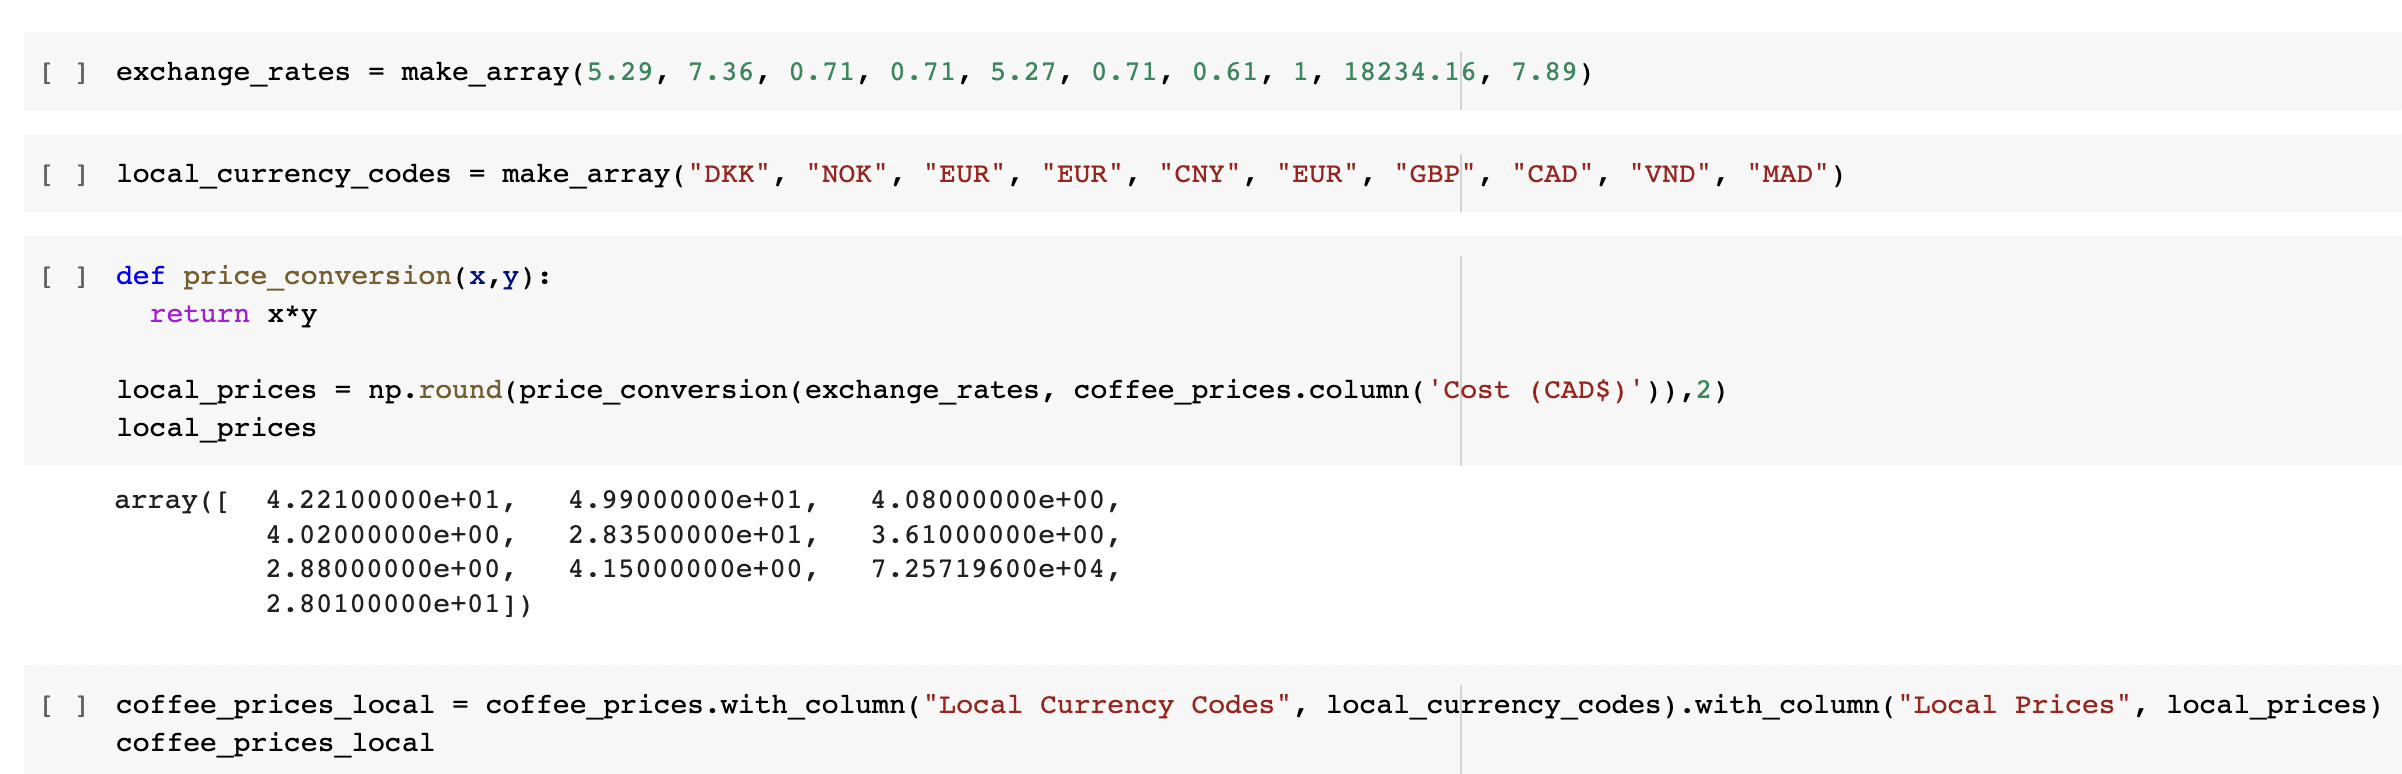 [ ] exchange_rates = make_array(5.29, 7.36, 0.71, 0.71, 5.27, 0.71, 0.61, 1, 18234.16, 7.89)
[ ] local_currency_codes = make_array("DKK", "NOK", "EUR", "EUR", "CNY", "EUR", "GBP", "CAD", "VND", "MAD")
[ ] def price_conversion(x,y):
return x*y
local_prices = np.round(price_conversion(exchange_rates, coffee_prices.column('Cost (CAD$)')),2)
local_prices
array([ 4.22100000e+01, 4.99000000e+01, 4.08000000e+00,
4.02000000e+00, 2.83500000e+01, 3.61000000e+00,
2.88000000e+00, 4.15000000e+00, 7.25719600e+04,
2.80100000e+01])
[ ] coffee_prices_local = coffee_prices.with_column("Local Currency Codes", local_currency_codes).with_column("Local Prices", local_prices)
coffee_prices_local